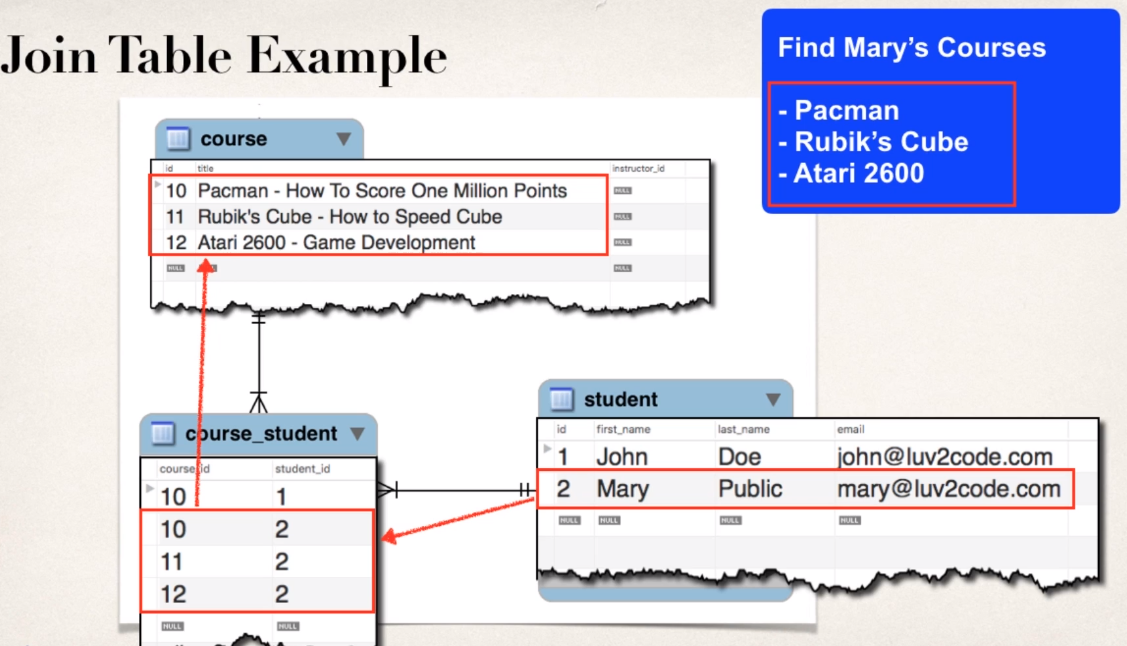 Join Table Example
Find Mary's Courses
- Pacman
- Rubik's Cube
- Atari 2600
course
id title instructor_id
10 Pacman - How To Score One Million Points NULL
11 Rubik's Cube - How to Speed Cube NULL
12 Atari 2600 - Game Development NULL
NULL NULL NULL
course_student
course_id student_id
10 1
10 2
11 2
12 2
NULL NULL
student
id first_name last_name email
1 John Doe john@luv2code.com
2 Mary Public mary@luv2code.com
NULL NULL NULL NULL